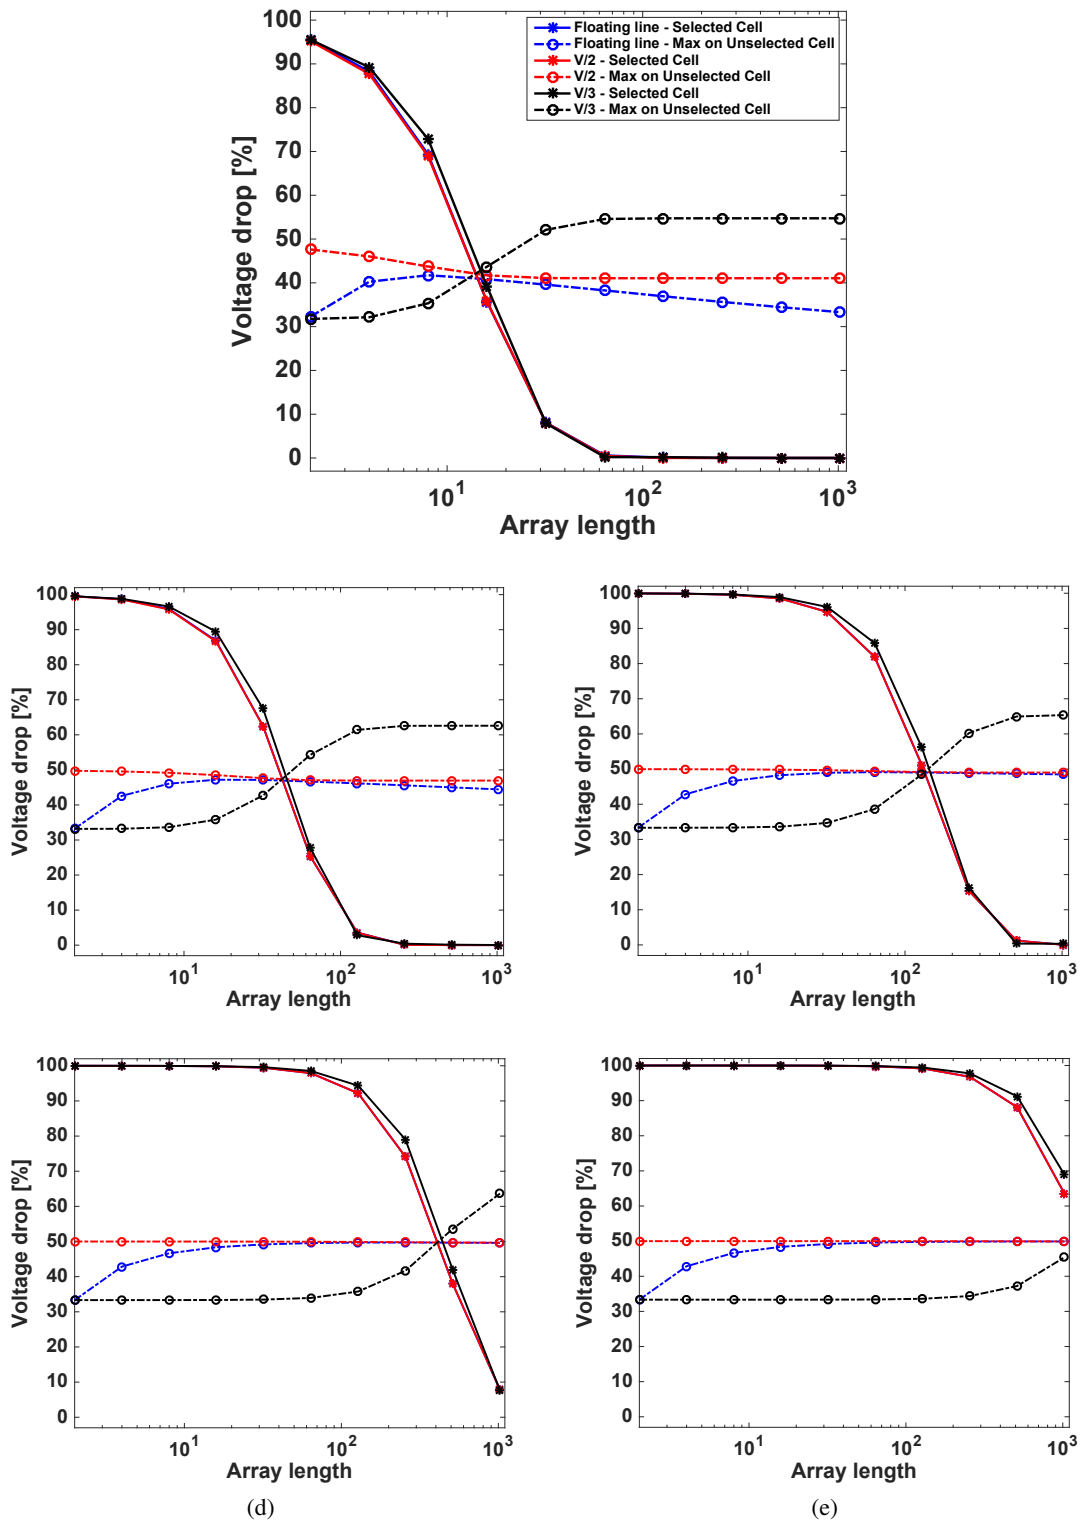 100
90
80
70
60
50
40
30
20
10
0
Voltage drop [%]
Floating line - Selected Cell
Floating line - Max on Unselected Cell
V/2 - Selected Cell
V/2 - Max on Unselected Cell
V/3 - Selected Cell
V/3 - Max on Unselected Cell
10^1 10^2 10^3
Array length
100
90
80
70
60
50
40
30
20
10
0
Voltage drop [%]
10^1 10^2 10^3
Array length
100
90
80
70
60
50
40
30
20
10
0
Voltage drop [%]
10^1 10^2 10^3
Array length
100
90
80
70
60
50
40
30
20
10
0
Voltage drop [%]
10^1 10^2 10^3
Array length
(d)
100
90
80
70
60
50
40
30
20
10
0
Voltage drop [%]
10^1 10^2 10^3
Array length
(e)